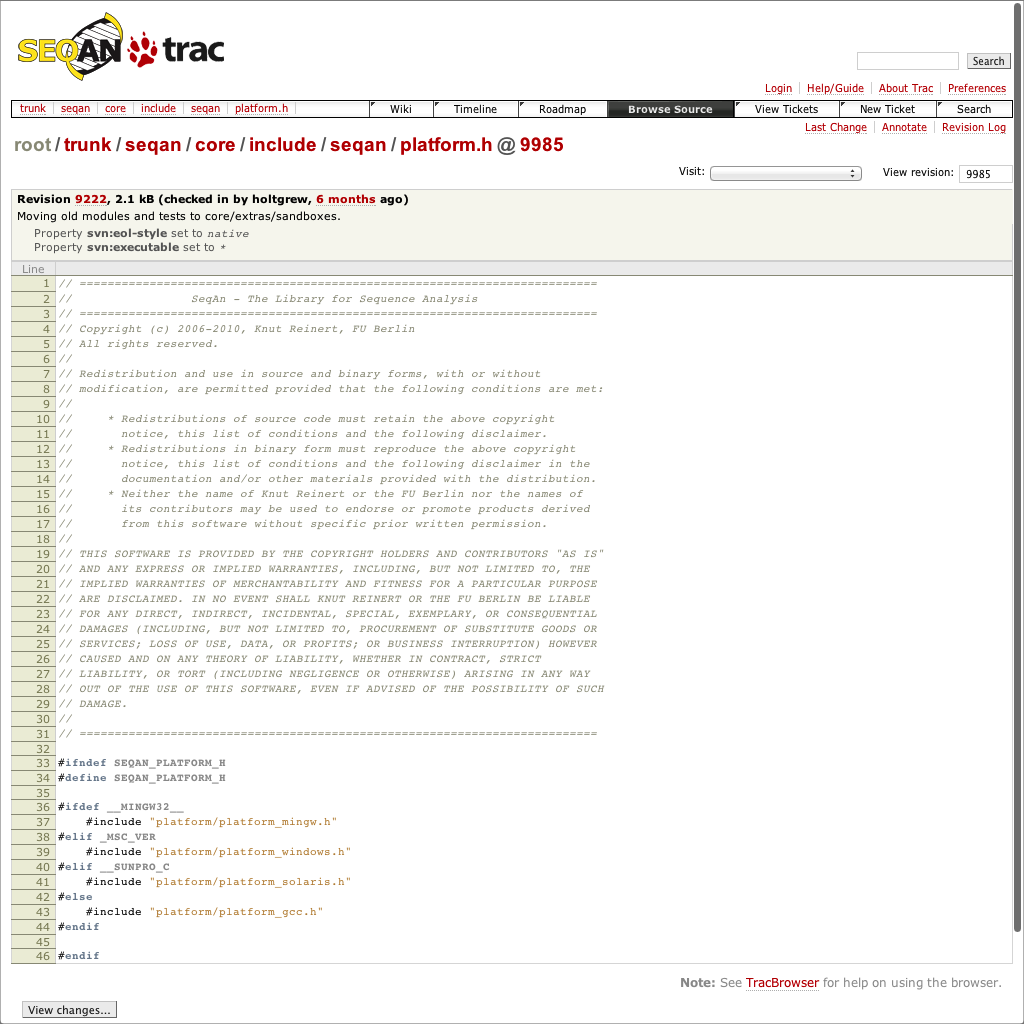 SEQAN trac
Search
Login Help/Guide About Trac Preferences
trunk seqan core include seqan platform.h Wiki Timeline Roadmap Browse Source View Tickets New Ticket Search
Last Change Annotate Revision Log
root / trunk / seqan / core / include / seqan / platform.h @ 9985
Visit: View revision: 9985
Revision 9222, 2.1 kB (checked in by holtgrew, 6 months ago)
Moving old modules and tests to core/extras/sandboxes.
Property svn:eol-style set to native
Property svn:executable set to *
Line
1 // ==========================================================================
2 // SeqAn - The Library for Sequence Analysis
3 // ==========================================================================
4 // Copyright (c) 2006-2010, Knut Reinert, FU Berlin
5 // All rights reserved.
6 //
7 // Redistribution and use in source and binary forms, with or without
8 // modification, are permitted provided that the following conditions are met:
9 //
10 // * Redistributions of source code must retain the above copyright
11 // notice, this list of conditions and the following disclaimer.
12 // * Redistributions in binary form must reproduce the above copyright
13 // notice, this list of conditions and the following disclaimer in the
14 // documentation and/or other materials provided with the distribution.
15 // * Neither the name of Knut Reinert or the FU Berlin nor the names of
16 // its contributors may be used to endorse or promote products derived
17 // from this software without specific prior written permission.
18 //
19 // THIS SOFTWARE IS PROVIDED BY THE COPYRIGHT HOLDERS AND CONTRIBUTORS "AS IS"
20 // AND ANY EXPRESS OR IMPLIED WARRANTIES, INCLUDING, BUT NOT LIMITED TO, THE
21 // IMPLIED WARRANTIES OF MERCHANTABILITY AND FITNESS FOR A PARTICULAR PURPOSE
22 // ARE DISCLAIMED. IN NO EVENT SHALL KNUT REINERT OR THE FU BERLIN BE LIABLE
23 // FOR ANY DIRECT, INDIRECT, INCIDENTAL, SPECIAL, EXEMPLARY, OR CONSEQUENTIAL
24 // DAMAGES (INCLUDING, BUT NOT LIMITED TO, PROCUREMENT OF SUBSTITUTE GOODS OR
25 // SERVICES; LOSS OF USE, DATA, OR PROFITS; OR BUSINESS INTERRUPTION) HOWEVER
26 // CAUSED AND ON ANY THEORY OF LIABILITY, WHETHER IN CONTRACT, STRICT
27 // LIABILITY, OR TORT (INCLUDING NEGLIGENCE OR OTHERWISE) ARISING IN ANY WAY
28 // OUT OF THE USE OF THIS SOFTWARE, EVEN IF ADVISED OF THE POSSIBILITY OF SUCH
29 // DAMAGE.
30 //
31 // ==========================================================================
32
33 #ifndef SEQAN_PLATFORM_H
34 #define SEQAN_PLATFORM_H
35
36 #ifdef __MINGW32__
37 #include "platform/platform_mingw.h"
38 #elif _MSC_VER
39 #include "platform/platform_windows.h"
40 #elif __SUNPRO_C
41 #include "platform/platform_solaris.h"
42 #else
43 #include "platform/platform_gcc.h"
44 #endif
45
46 #endif
Note: See TracBrowser for help on using the browser.
View changes...